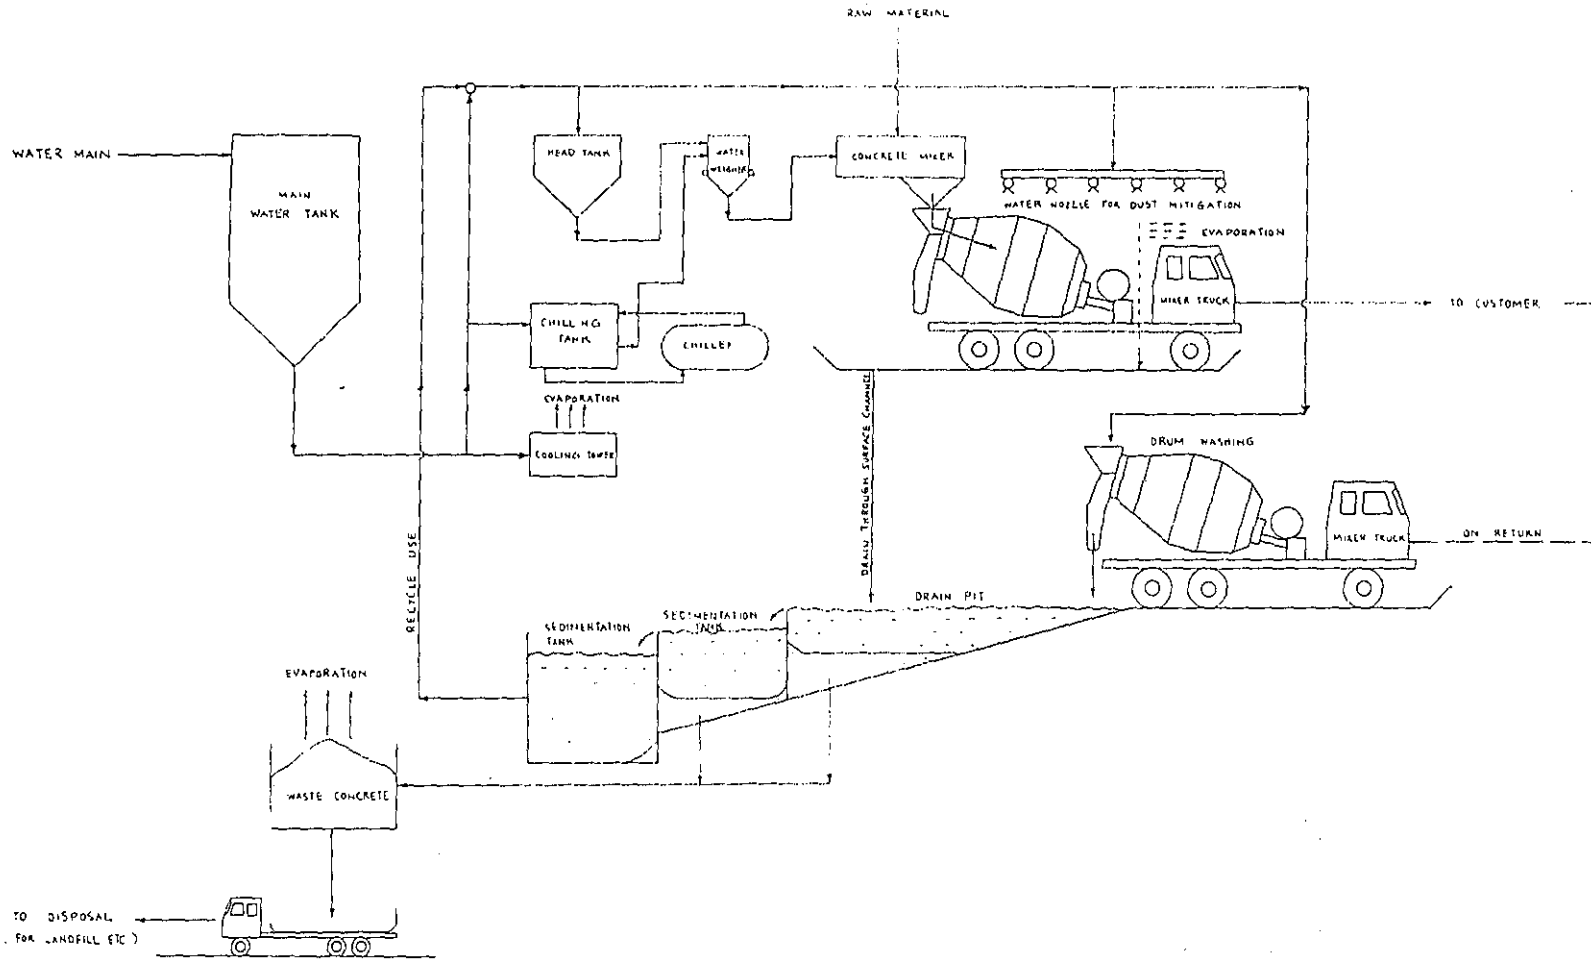 RAW MATERIAL
WATER MAIN
MAIN
WATER TANK
HEAD TANK
WATER
WEIGHER
CONCRETE MIXER
WATER NOZZLE FOR DUST MITIGATION
EVAPORATION
MIXER TRUCK
TO CUSTOMER
CHILLING
TANK
CHILLER
EVAPORATION
COOLING TOWER
DRAIN THROUGH SURFACE CHANNEL
DRUM WASHING
MIXER TRUCK
ON RETURN
RECYCLE USE
DRAIN PIT
SEDIMENTATION
TANK
SEDIMENTATION
TANK
EVAPORATION
WASTE CONCRETE
TO DISPOSAL
FOR LANDFILL ETC )